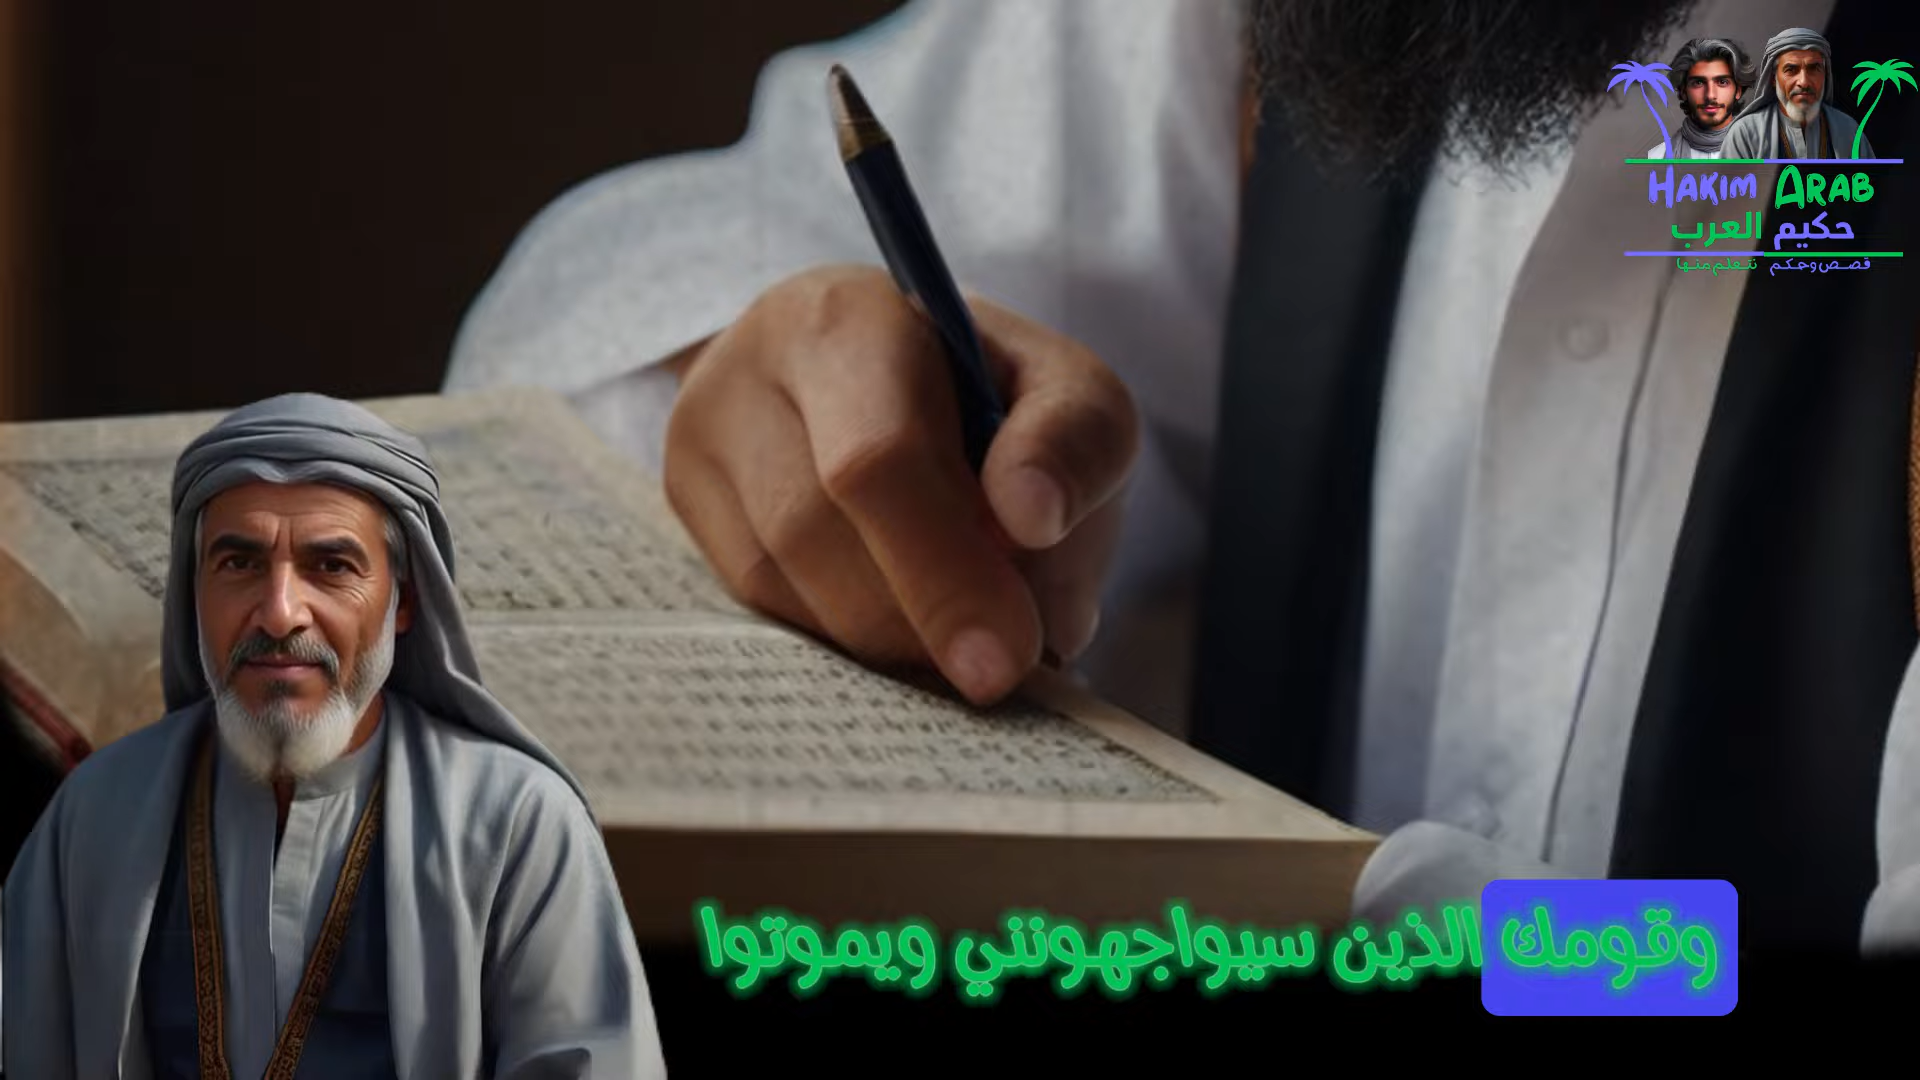 HAKIM ARAB
حكيم العرب
قصص وحكم نتعلم منها
وقومك الذين سيواجهونني ويموتوا